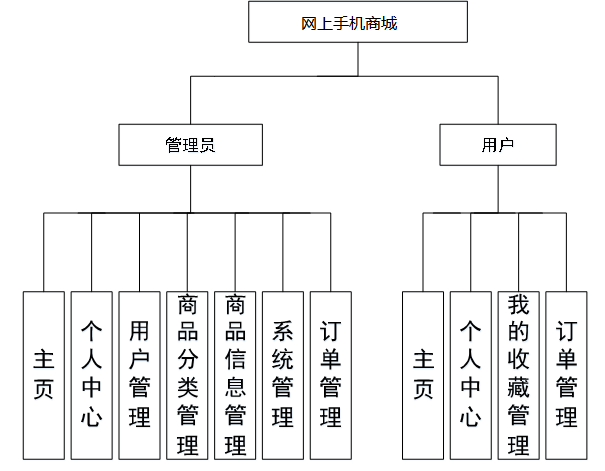 网上手机商城
管理员
用户
主页
个人中心
用户管理
商品分类管理
商品信息管理
系统管理
订单管理
主页
个人中心
我的收藏管理
订单管理